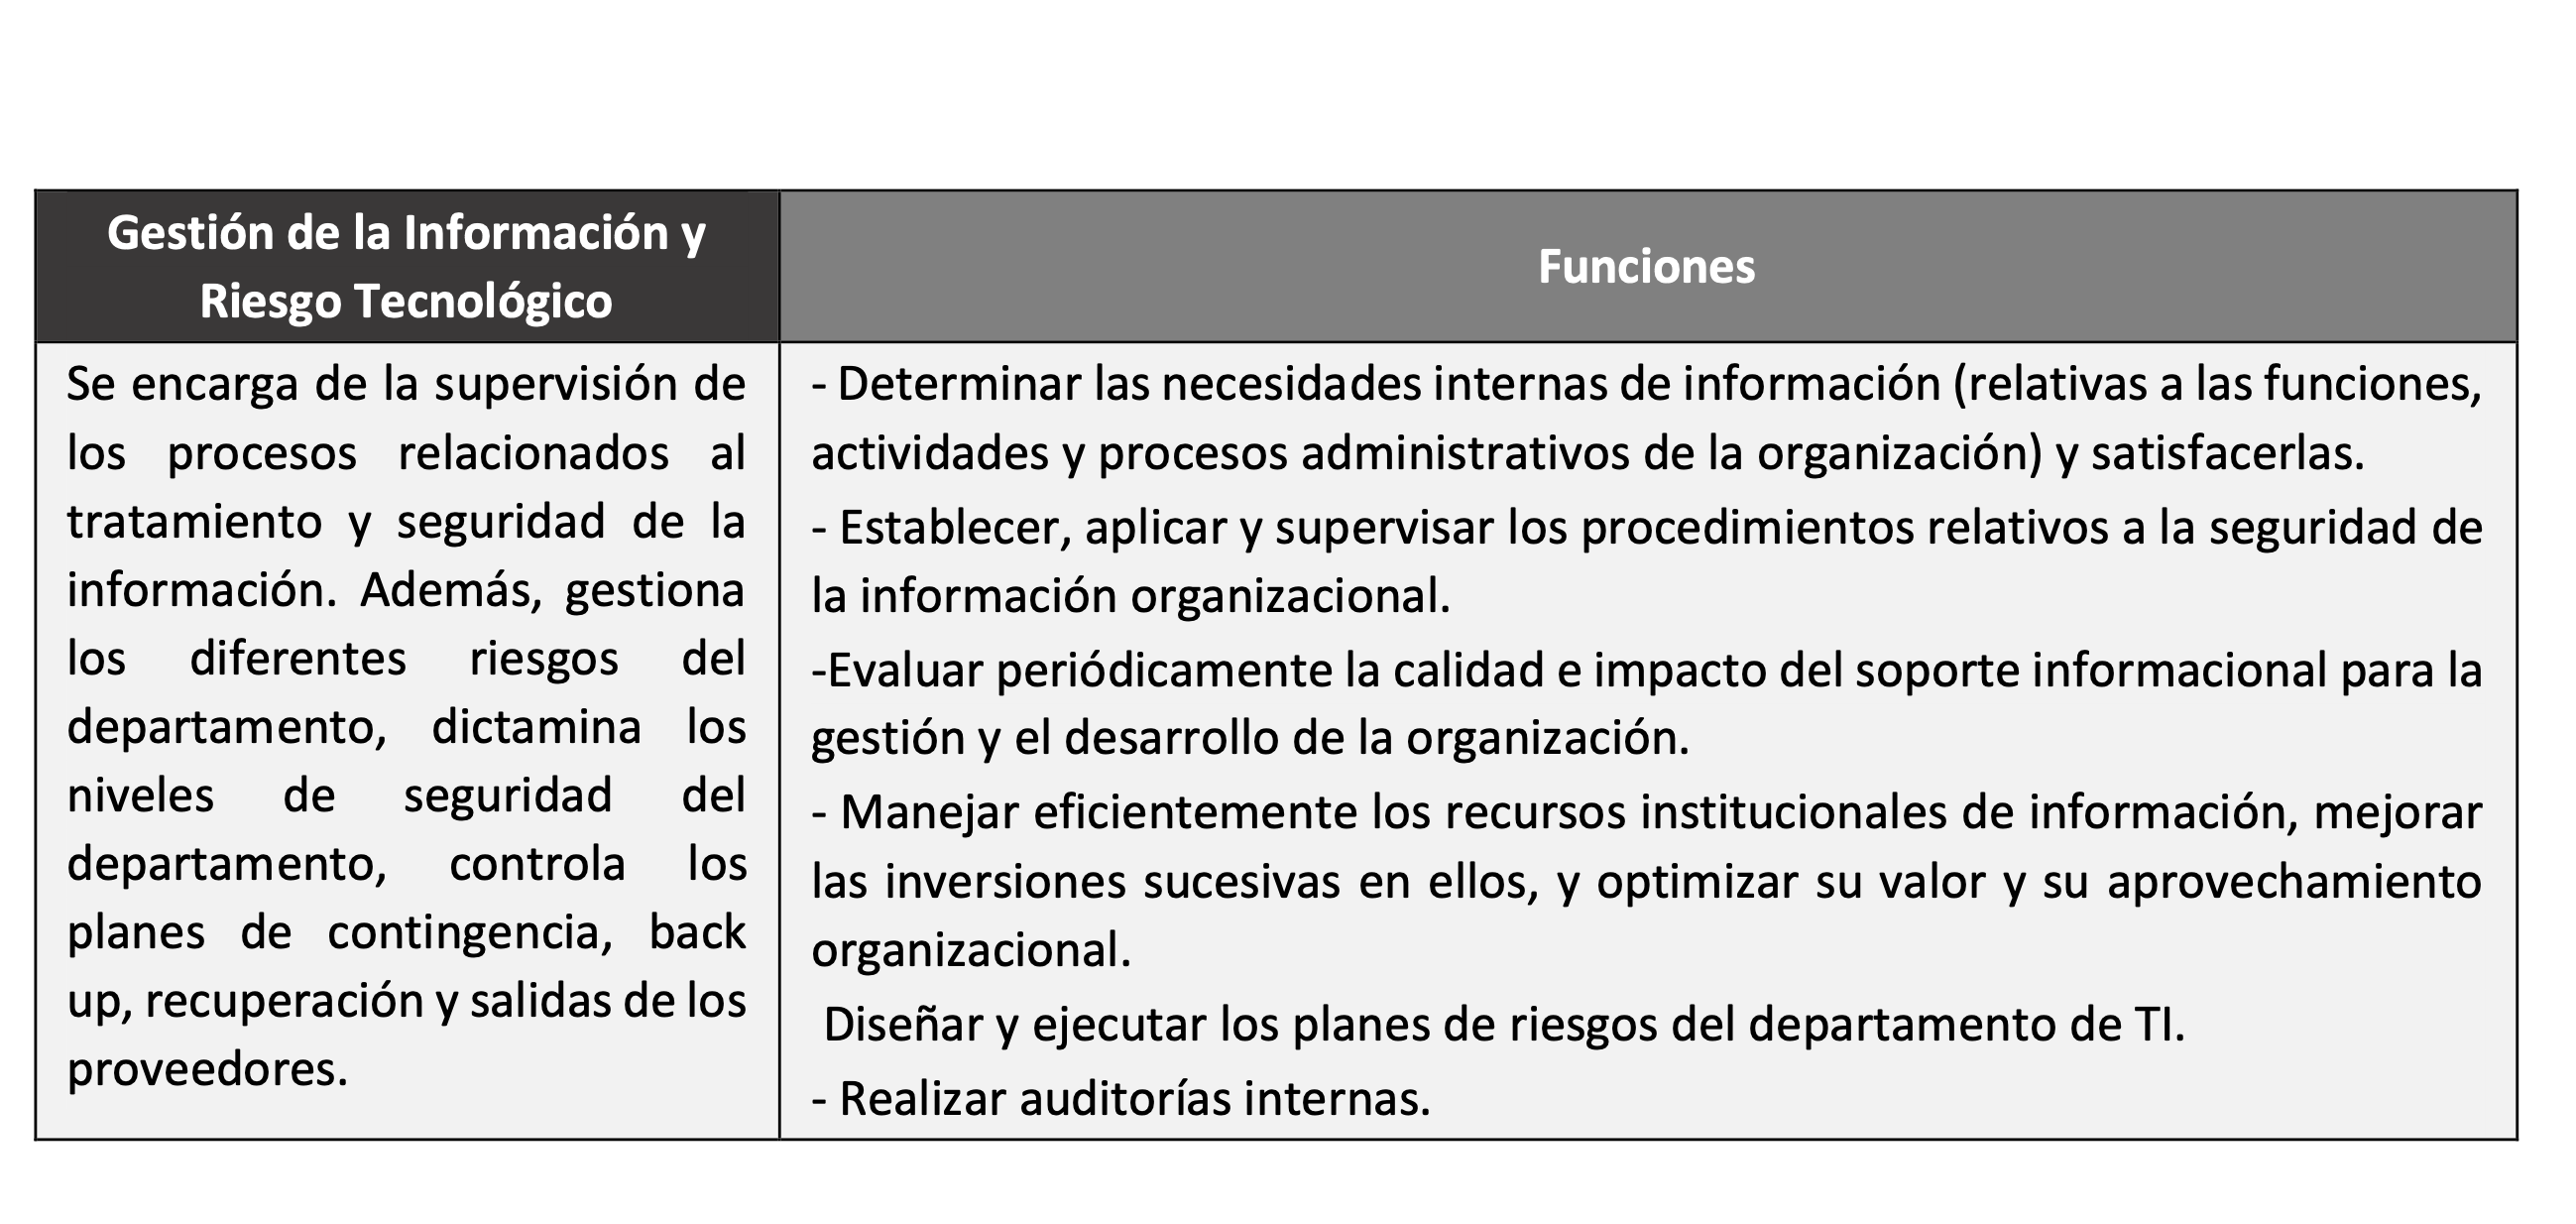 Gestión de la Información y
Riesgo Tecnológico
Funciones
Se encarga de la supervisión de
los procesos relacionados al
tratamiento y seguridad de la
información. Además, gestiona
los diferentes riesgos del
departamento, dictamina los
niveles de seguridad del
departamento, controla los
planes de contingencia, back
up, recuperación y salidas de los
proveedores.
- Determinar las necesidades internas de información (relativas a las funciones,
actividades y procesos administrativos de la organización) y satisfacerlas.
- Establecer, aplicar y supervisar los procedimientos relativos a la seguridad de
la información organizacional.
-Evaluar periódicamente la calidad e impacto del soporte informacional para la
gestión y el desarrollo de la organización.
- Manejar eficientemente los recursos institucionales de información, mejorar
las inversiones sucesivas en ellos, y optimizar su valor y su aprovechamiento
organizacional.
Diseñar y ejecutar los planes de riesgos del departamento de TI.
- Realizar auditorías internas.